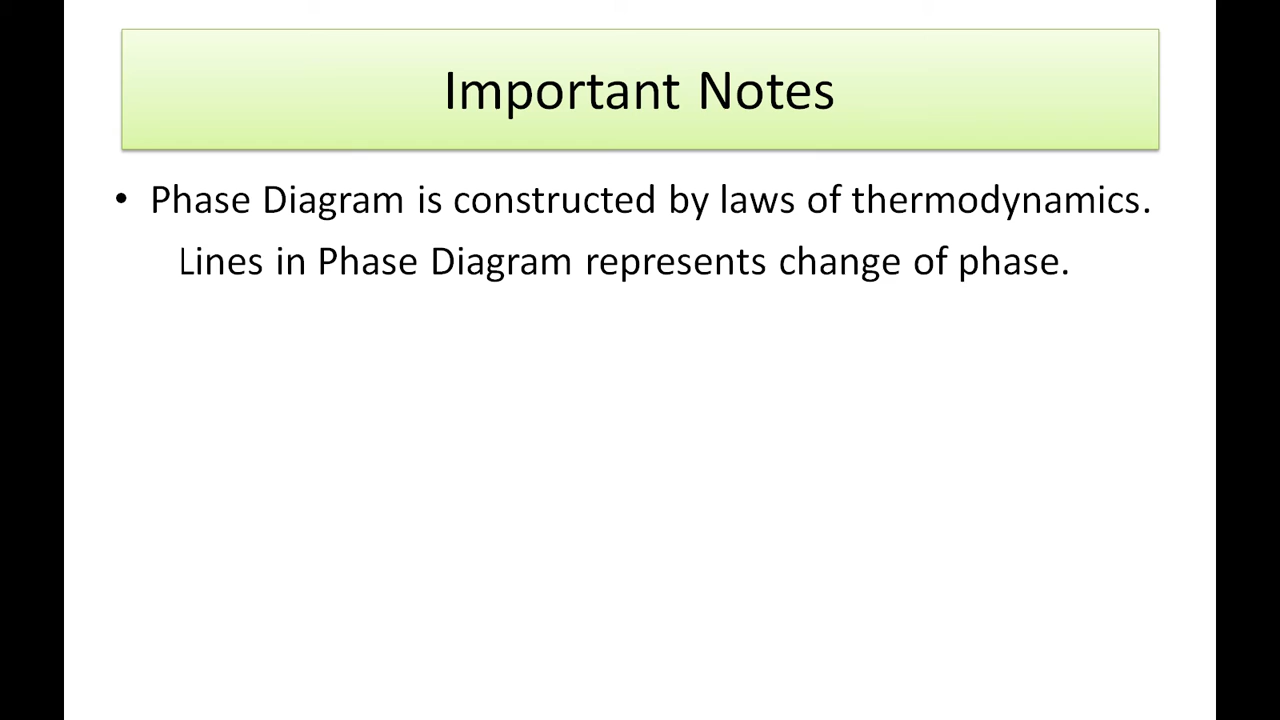 Important Notes
• Phase Diagram is constructed by laws of thermodynamics.
Lines in Phase Diagram represents change of phase.